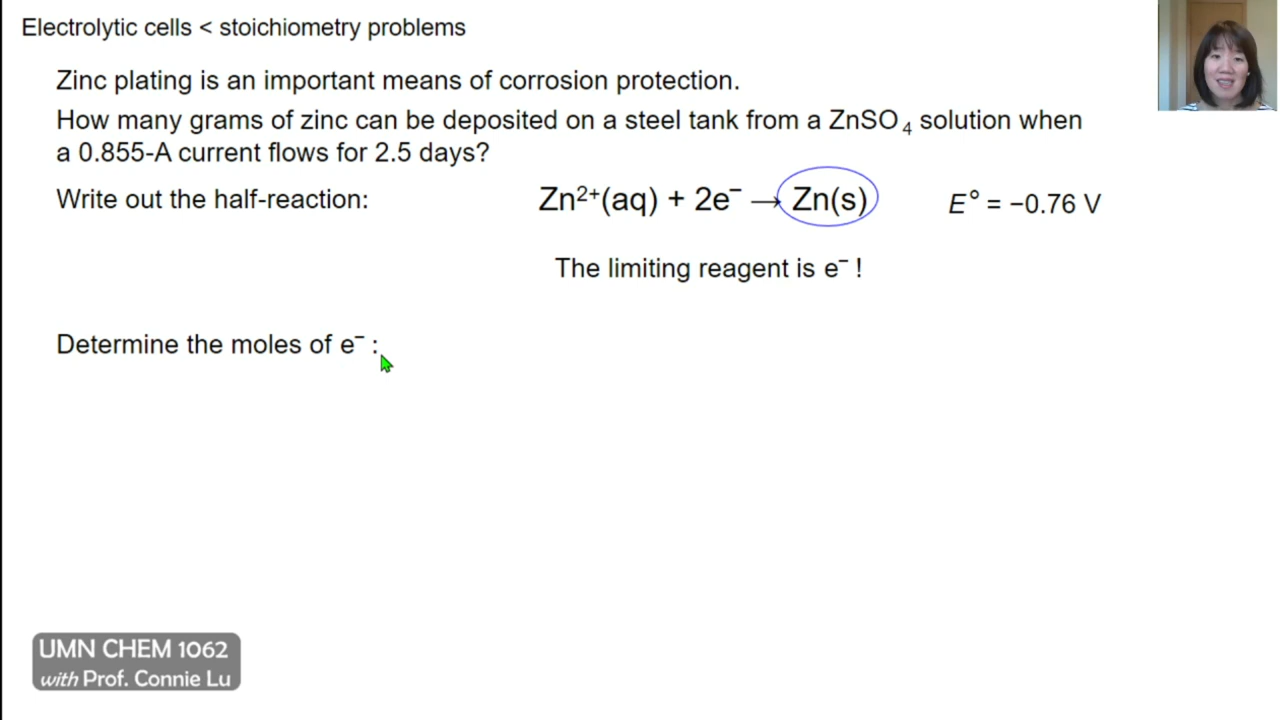 Electrolytic cells < stoichiometry problems
Zinc plating is an important means of corrosion protection.
How many grams of zinc can be deposited on a steel tank from a ZnSO₄ solution when
a 0.855-A current flows for 2.5 days?
Write out the half-reaction: Zn²⁺(aq) + 2e⁻ → Zn(s) E° = −0.76 V
The limiting reagent is e⁻ !
Determine the moles of e⁻ :
UMN CHEM 1062
with Prof. Connie Lu